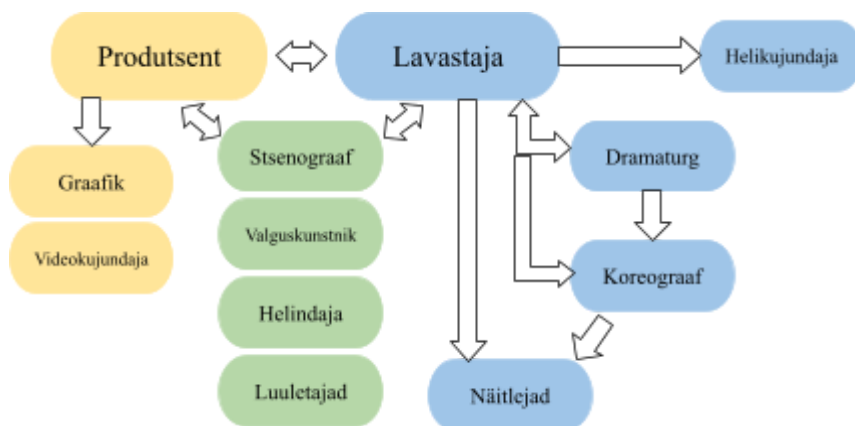 Produtsent
Lavastaja
Helikujundaja
Stsenograaf
Dramaturg
Graafik
Valguskunstnik
Videokujundaja
Koreograaf
Helindaja
Luuletajad
Näitlejad